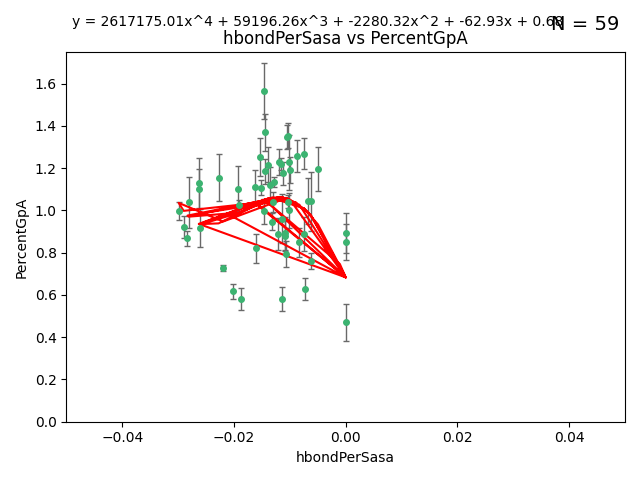 y = 2617175.01x^4 + 59196.26x^3 + -2280.32x^2 + -62.93x + 0.68
N = 59
hbondPerSasa vs PercentGpA
PercentGpA
1.6
1.4
1.2
1.0
0.8
0.6
0.4
0.2
0.0
−0.04 −0.02 0.00 0.02 0.04
hbondPerSasa